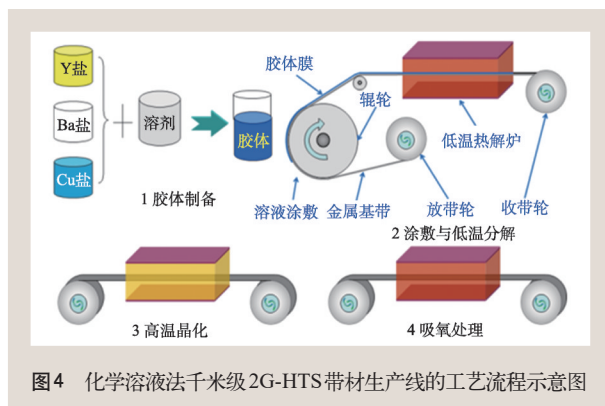 Y盐
Ba盐
Cu盐
溶剂
胶体
1 胶体制备
胶体膜
辊轮
低温热解炉
溶液涂敷
金属基带
放带轮
收带轮
2 涂敷与低温分解
3 高温晶化
4 吸氧处理
图4 化学溶液法千米级2G-HTS带材生产线的工艺流程示意图